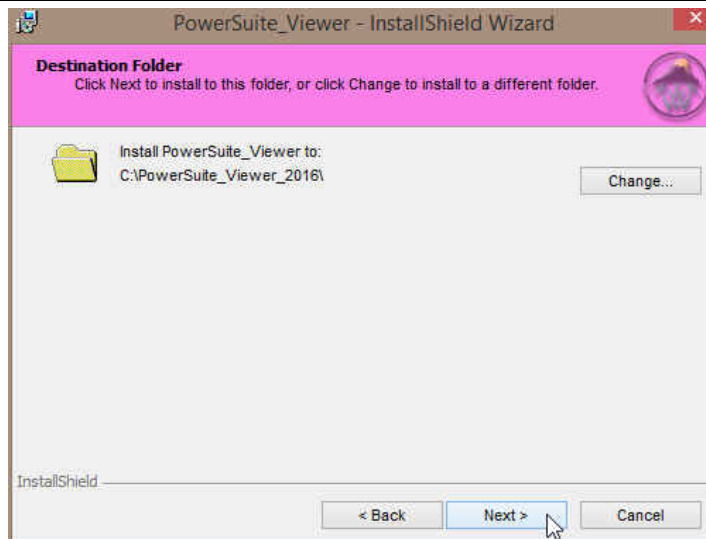 PowerSuite_Viewer - InstallShield Wizard
Destination Folder
Click Next to install to this folder, or click Change to install to a different folder.
Install PowerSuite_Viewer to:
C:\PowerSuite_Viewer_2016\
Change...
InstallShield
< Back
Next >
Cancel